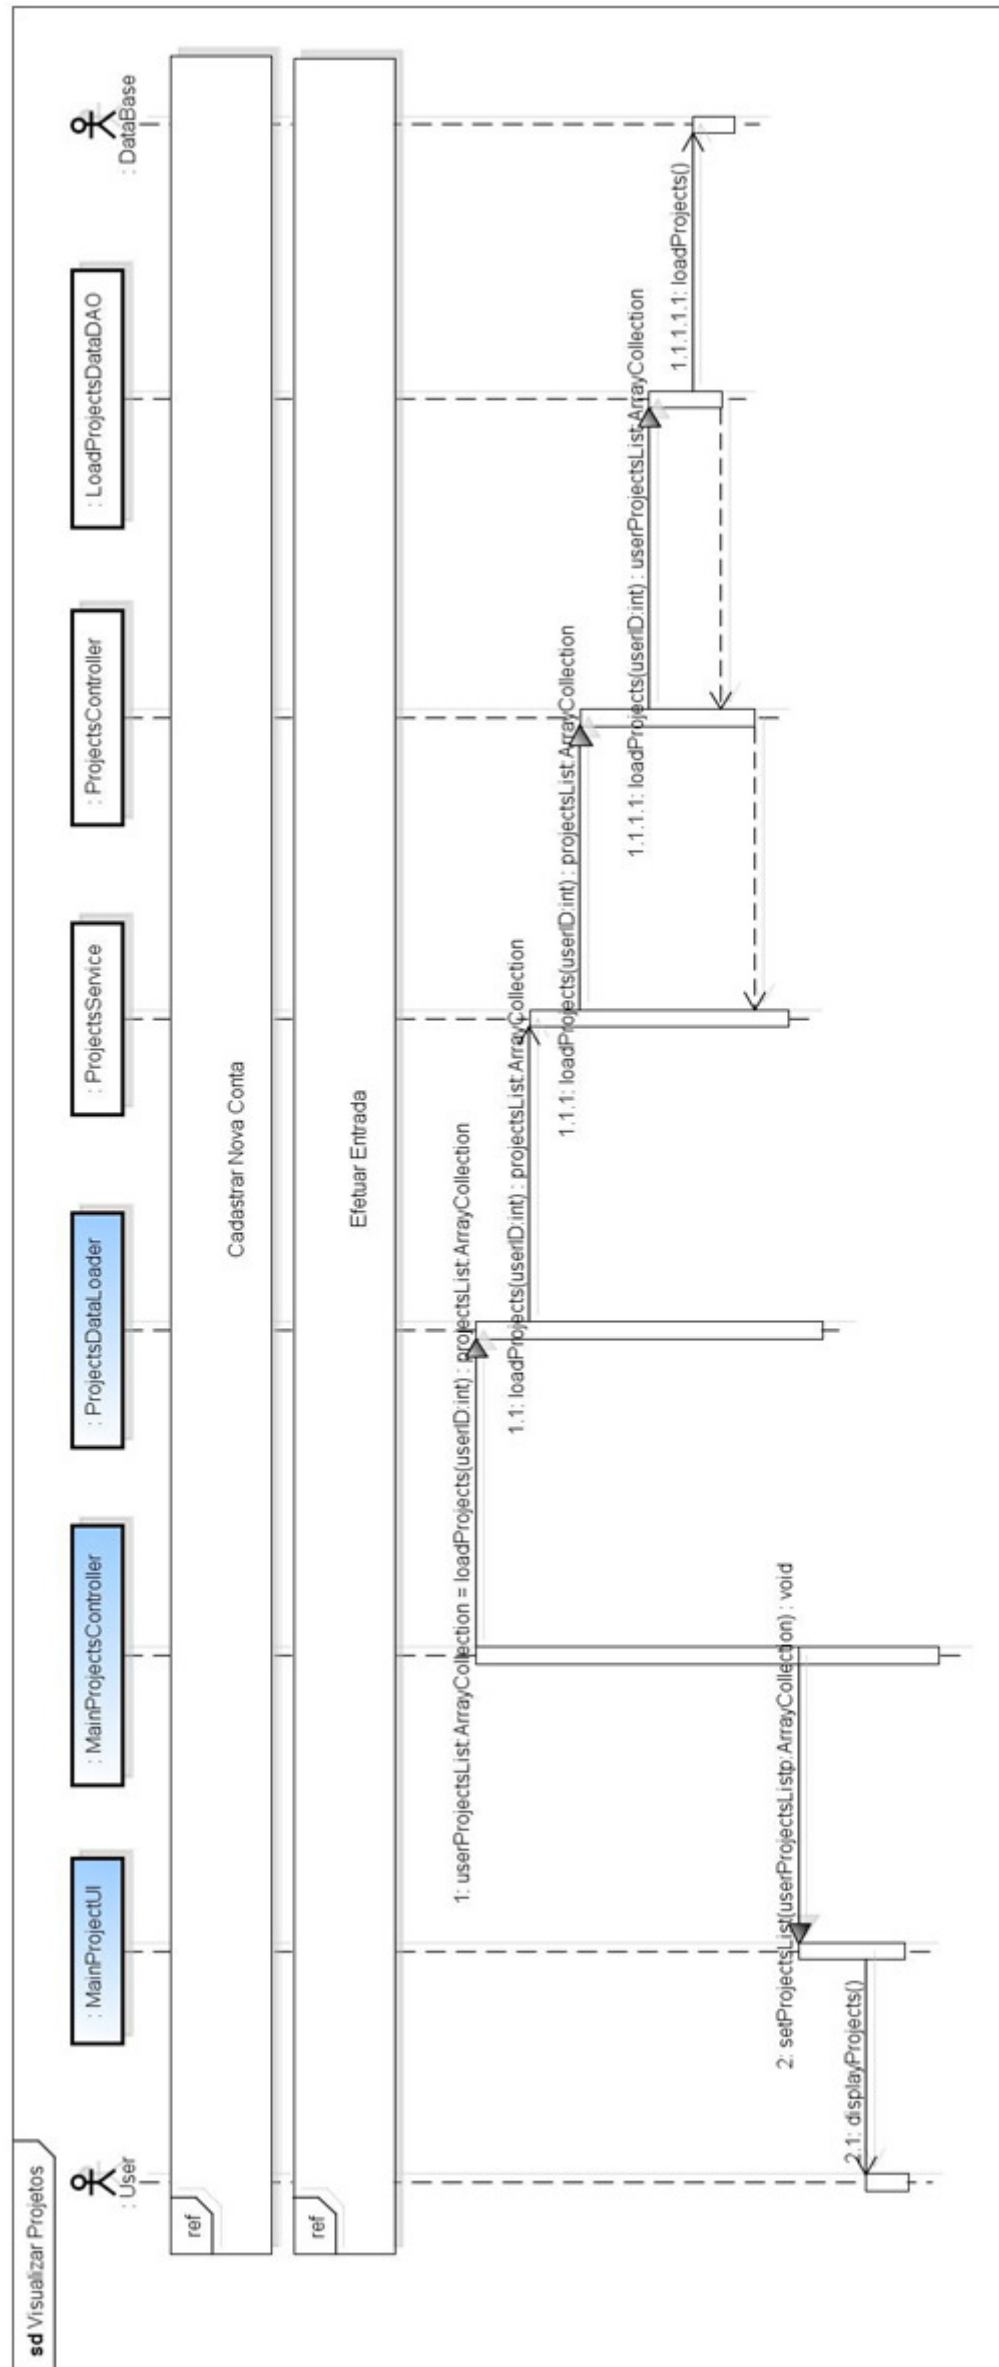 sd Visualizar Projetos
: User
: MainProjectUI
: MainProjectsController
: ProjectsDataLoader
: ProjectsService
: ProjectsController
: LoadProjectsDataDAO
: DataBase
ref
Cadastrar Nova Conta
ref
Efetuar Entrada
1: userProjectsList:ArrayCollection = loadProjects(userID:int) : projectsList:ArrayCollection
1.1: loadProjects(userID:int) : projectsList:ArrayCollection
1.1.1: loadProjects(userID:int) : projectsList:ArrayCollection
1.1.1.1: loadProjects(userID:int) : userProjectsList:ArrayCollection
1.1.1.1.1: loadProjects()
2: setProjectsList(userProjectsListp:ArrayCollection) : void
2.1: displayProjects()